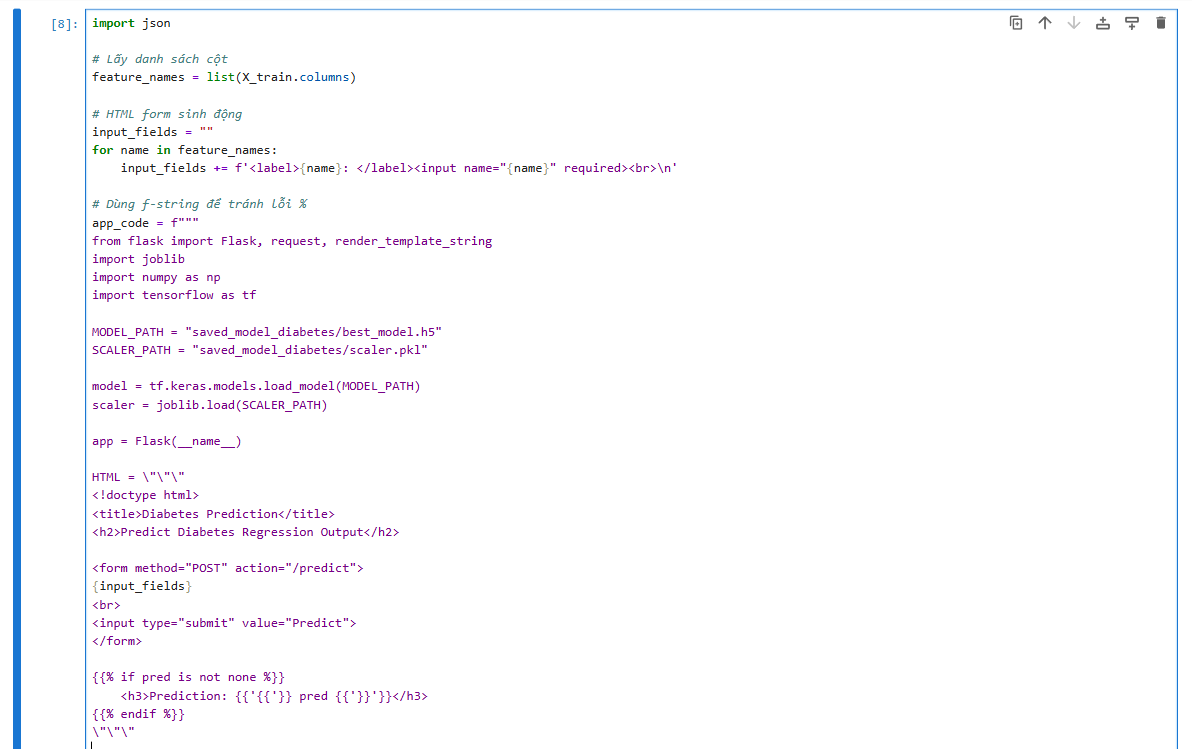 [8]:
import json
# Lấy danh sách cột
feature_names = list(X_train.columns)
# HTML form sinh động
input_fields = ""
for name in feature_names:
    input_fields += f'<label>{name}: </label><input name="{name}" required><br>\n'
# Dùng f-string để tránh lỗi %
app_code = f"""
from flask import Flask, request, render_template_string
import joblib
import numpy as np
import tensorflow as tf
MODEL_PATH = "saved_model_diabetes/best_model.h5"
SCALER_PATH = "saved_model_diabetes/scaler.pkl"
model = tf.keras.models.load_model(MODEL_PATH)
scaler = joblib.load(SCALER_PATH)
app = Flask(__name__)
HTML = \"\"\"
<!doctype html>
<title>Diabetes Prediction</title>
<h2>Predict Diabetes Regression Output</h2>
<form method="POST" action="/predict">
{input_fields}
<br>
<input type="submit" value="Predict">
</form>
{{% if pred is not none %}}
    <h3>Prediction: {{'{{'}} pred {{'}}'}}</h3>
{{% endif %}}
\"\"\"